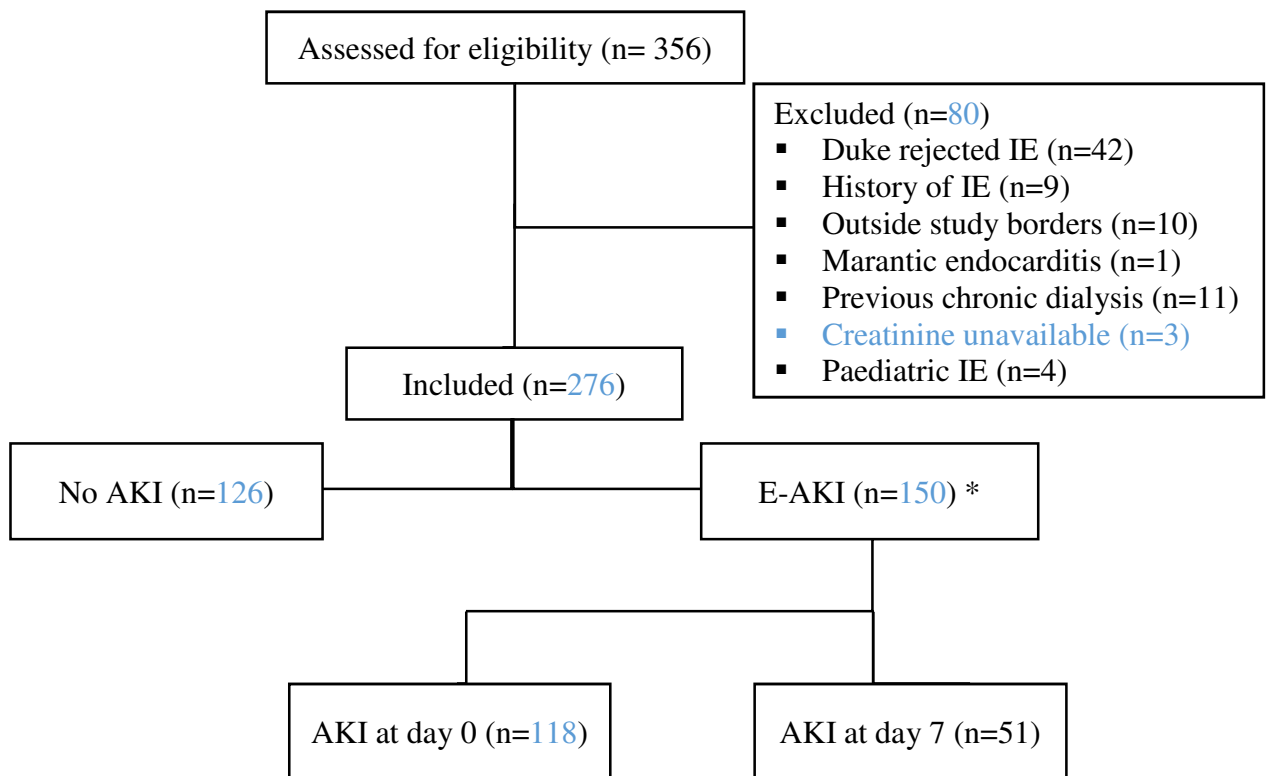 Assessed for eligibility (n= 356)
Excluded (n=80)
▪ Duke rejected IE (n=42)
▪ History of IE (n=9)
▪ Outside study borders (n=10)
▪ Marantic endocarditis (n=1)
▪ Previous chronic dialysis (n=11)
▪ Creatinine unavailable (n=3)
▪ Paediatric IE (n=4)
Included (n=276)
No AKI (n=126)
E-AKI (n=150) *
AKI at day 0 (n=118)
AKI at day 7 (n=51)